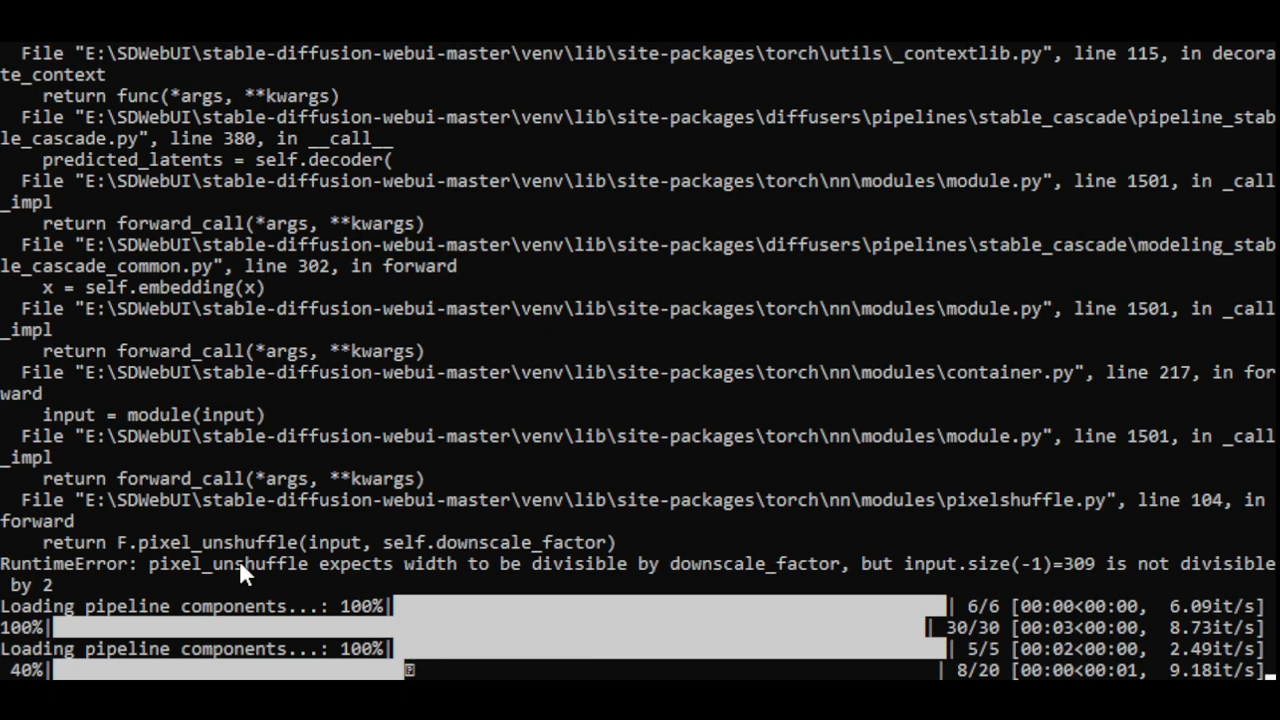 File "E:\SDWebUI\stable-diffusion-webui-master\venv\lib\site-packages\torch\utils\_contextlib.py", line 115, in decora
te_context
    return func(*args, **kwargs)
  File "E:\SDWebUI\stable-diffusion-webui-master\venv\lib\site-packages\diffusers\pipelines\stable_cascade\pipeline_stab
le_cascade.py", line 380, in __call__
    predicted_latents = self.decoder(
  File "E:\SDWebUI\stable-diffusion-webui-master\venv\lib\site-packages\torch\nn\modules\module.py", line 1501, in _call
_impl
    return forward_call(*args, **kwargs)
  File "E:\SDWebUI\stable-diffusion-webui-master\venv\lib\site-packages\diffusers\pipelines\stable_cascade\modeling_stab
le_cascade_common.py", line 302, in forward
    x = self.embedding(x)
  File "E:\SDWebUI\stable-diffusion-webui-master\venv\lib\site-packages\torch\nn\modules\module.py", line 1501, in _call
_impl
    return forward_call(*args, **kwargs)
  File "E:\SDWebUI\stable-diffusion-webui-master\venv\lib\site-packages\torch\nn\modules\container.py", line 217, in for
ward
    input = module(input)
  File "E:\SDWebUI\stable-diffusion-webui-master\venv\lib\site-packages\torch\nn\modules\module.py", line 1501, in _call
_impl
    return forward_call(*args, **kwargs)
  File "E:\SDWebUI\stable-diffusion-webui-master\venv\lib\site-packages\torch\nn\modules\pixelshuffle.py", line 104, in
forward
    return F.pixel_unshuffle(input, self.downscale_factor)
RuntimeError: pixel_unshuffle expects width to be divisible by downscale_factor, but input.size(-1)=309 is not divisible
 by 2
Loading pipeline components...: 100%| | 6/6 [00:00<00:00,  6.09it/s]
100%| | 30/30 [00:03<00:00,  8.73it/s]
Loading pipeline components...: 100%| | 5/5 [00:02<00:00,  2.49it/s]
 40%| | 8/20 [00:00<00:01,  9.18it/s]